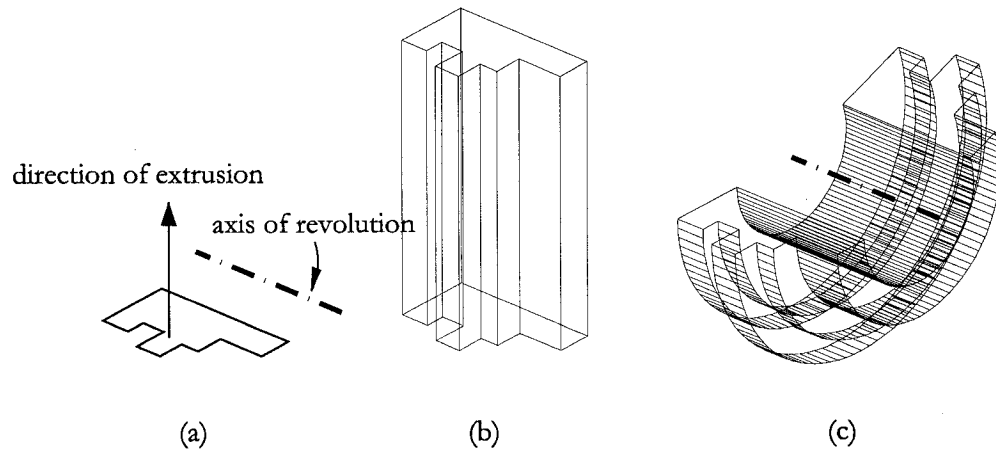 direction of extrusion
axis of revolution
(a)
(b)
(c)